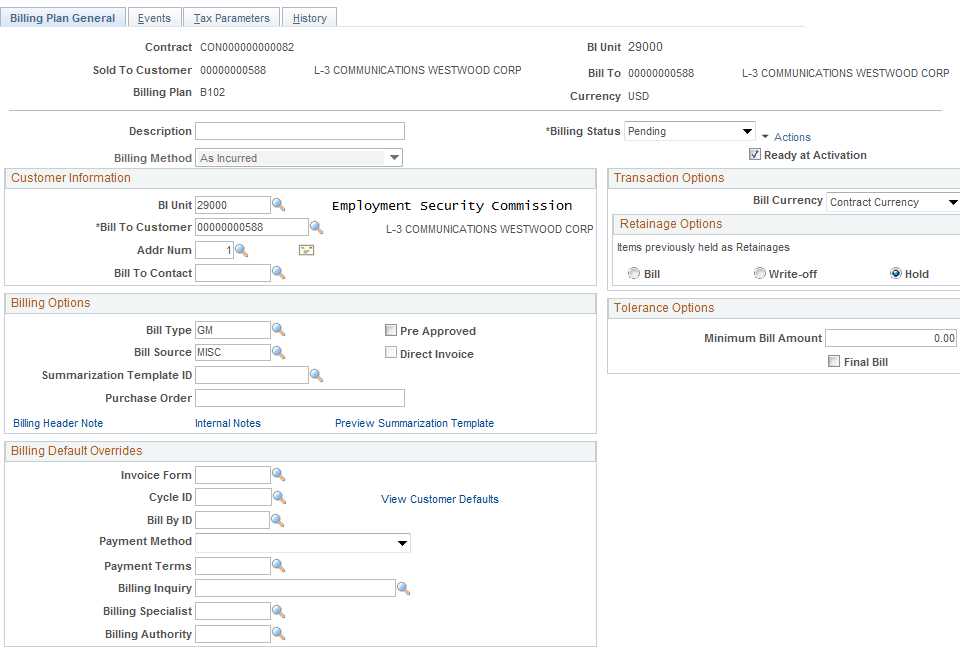 Billing Plan General Events Tax Parameters History
Contract CON000000000082 BI Unit 29000
Sold To Customer 00000000588 L-3 COMMUNICATIONS WESTWOOD CORP Bill To 00000000588 L-3 COMMUNICATIONS WESTWOOD CORP
Billing Plan B102 Currency USD
Description *Billing Status Pending Actions
Billing Method As Incurred Ready at Activation
Customer Information
BI Unit 29000 Employment Security Commission
*Bill To Customer 00000000588 L-3 COMMUNICATIONS WESTWOOD CORP
Addr Num 1
Bill To Contact
Transaction Options
Bill Currency Contract Currency
Retainage Options
Items previously held as Retainages
Bill Write-off Hold
Billing Options
Bill Type GM Pre Approved
Bill Source MISC Direct Invoice
Summarization Template ID
Purchase Order
Billing Header Note Internal Notes Preview Summarization Template
Tolerance Options
Minimum Bill Amount 0.00
Final Bill
Billing Default Overrides
Invoice Form
Cycle ID View Customer Defaults
Bill By ID
Payment Method
Payment Terms
Billing Inquiry
Billing Specialist
Billing Authority